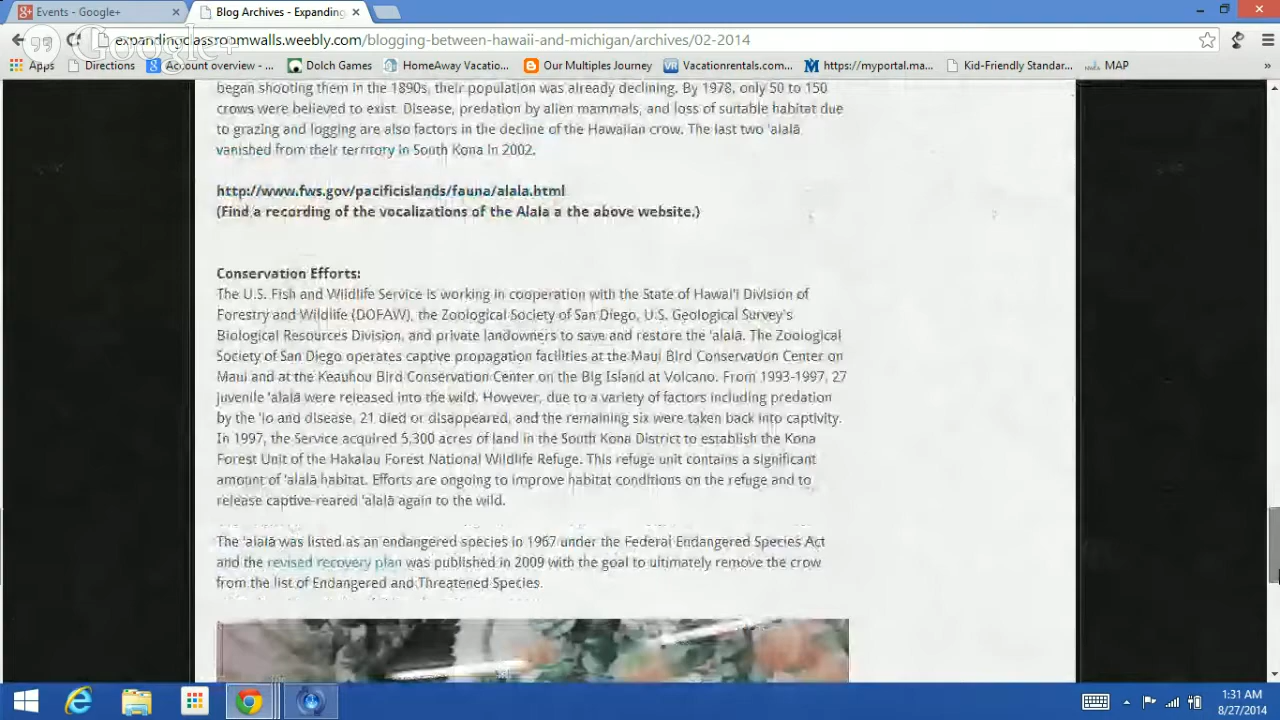 Events - Google+
Blog Archives - Expanding
Google+
expandingclassroomwalls.weebly.com/blogging-between-hawaii-and-michigan/archives/02-2014
Apps
Directions
Account overview - ...
Dolch Games
HomeAway Vacatio...
Our Multiples Journey
Vacationrentals.com...
https://myportal.ma...
Kid-Friendly Standar...
MAP
»
began shooting them in the 1890s, their population was already declining. By 1978, only 50 to 150
crows were believed to exist. Disease, predation by alien mammals, and loss of suitable habitat due
to grazing and logging are also factors in the decline of the Hawaiian crow. The last two 'alalā
vanished from their territory in South Kona in 2002.
http://www.fws.gov/pacificislands/fauna/alala.html
(Find a recording of the vocalizations of the Alala a the above website.)
Conservation Efforts:
The U.S. Fish and Wildlife Service is working in cooperation with the State of Hawai'i Division of
Forestry and Wildlife (DOFAW), the Zoological Society of San Diego, U.S. Geological Survey's
Biological Resources Division, and private landowners to save and restore the 'alalā. The Zoological
Society of San Diego operates captive propagation facilities at the Maui Bird Conservation Center on
Maui and at the Keauhou Bird Conservation Center on the Big Island at Volcano. From 1993-1997, 27
juvenile 'alalā were released into the wild. However, due to a variety of factors including predation
by the 'io and disease, 21 died or disappeared, and the remaining six were taken back into captivity.
In 1997, the Service acquired 5,300 acres of land in the South Kona District to establish the Kona
Forest Unit of the Hakalau Forest National Wildlife Refuge. This refuge unit contains a significant
amount of 'alalā habitat. Efforts are ongoing to improve habitat conditions on the refuge and to
release captive-reared 'alalā again to the wild.
The 'alalā was listed as an endangered species in 1967 under the Federal Endangered Species Act
and the revised recovery plan was published in 2009 with the goal to ultimately remove the crow
from the list of Endangered and Threatened Species.
1:31 AM
8/27/2014